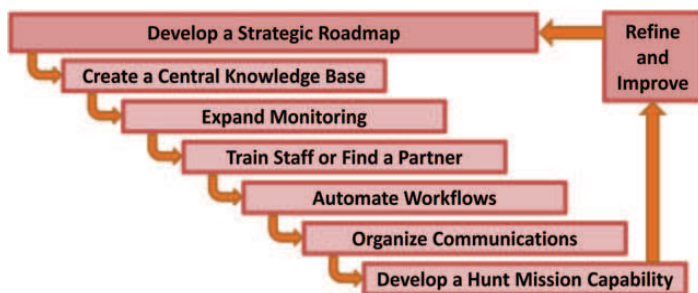 Develop a Strategic Roadmap
Refine
and
Improve
Create a Central Knowledge Base
Expand Monitoring
Train Staff or Find a Partner
Automate Workflows
Organize Communications
Develop a Hunt Mission Capability